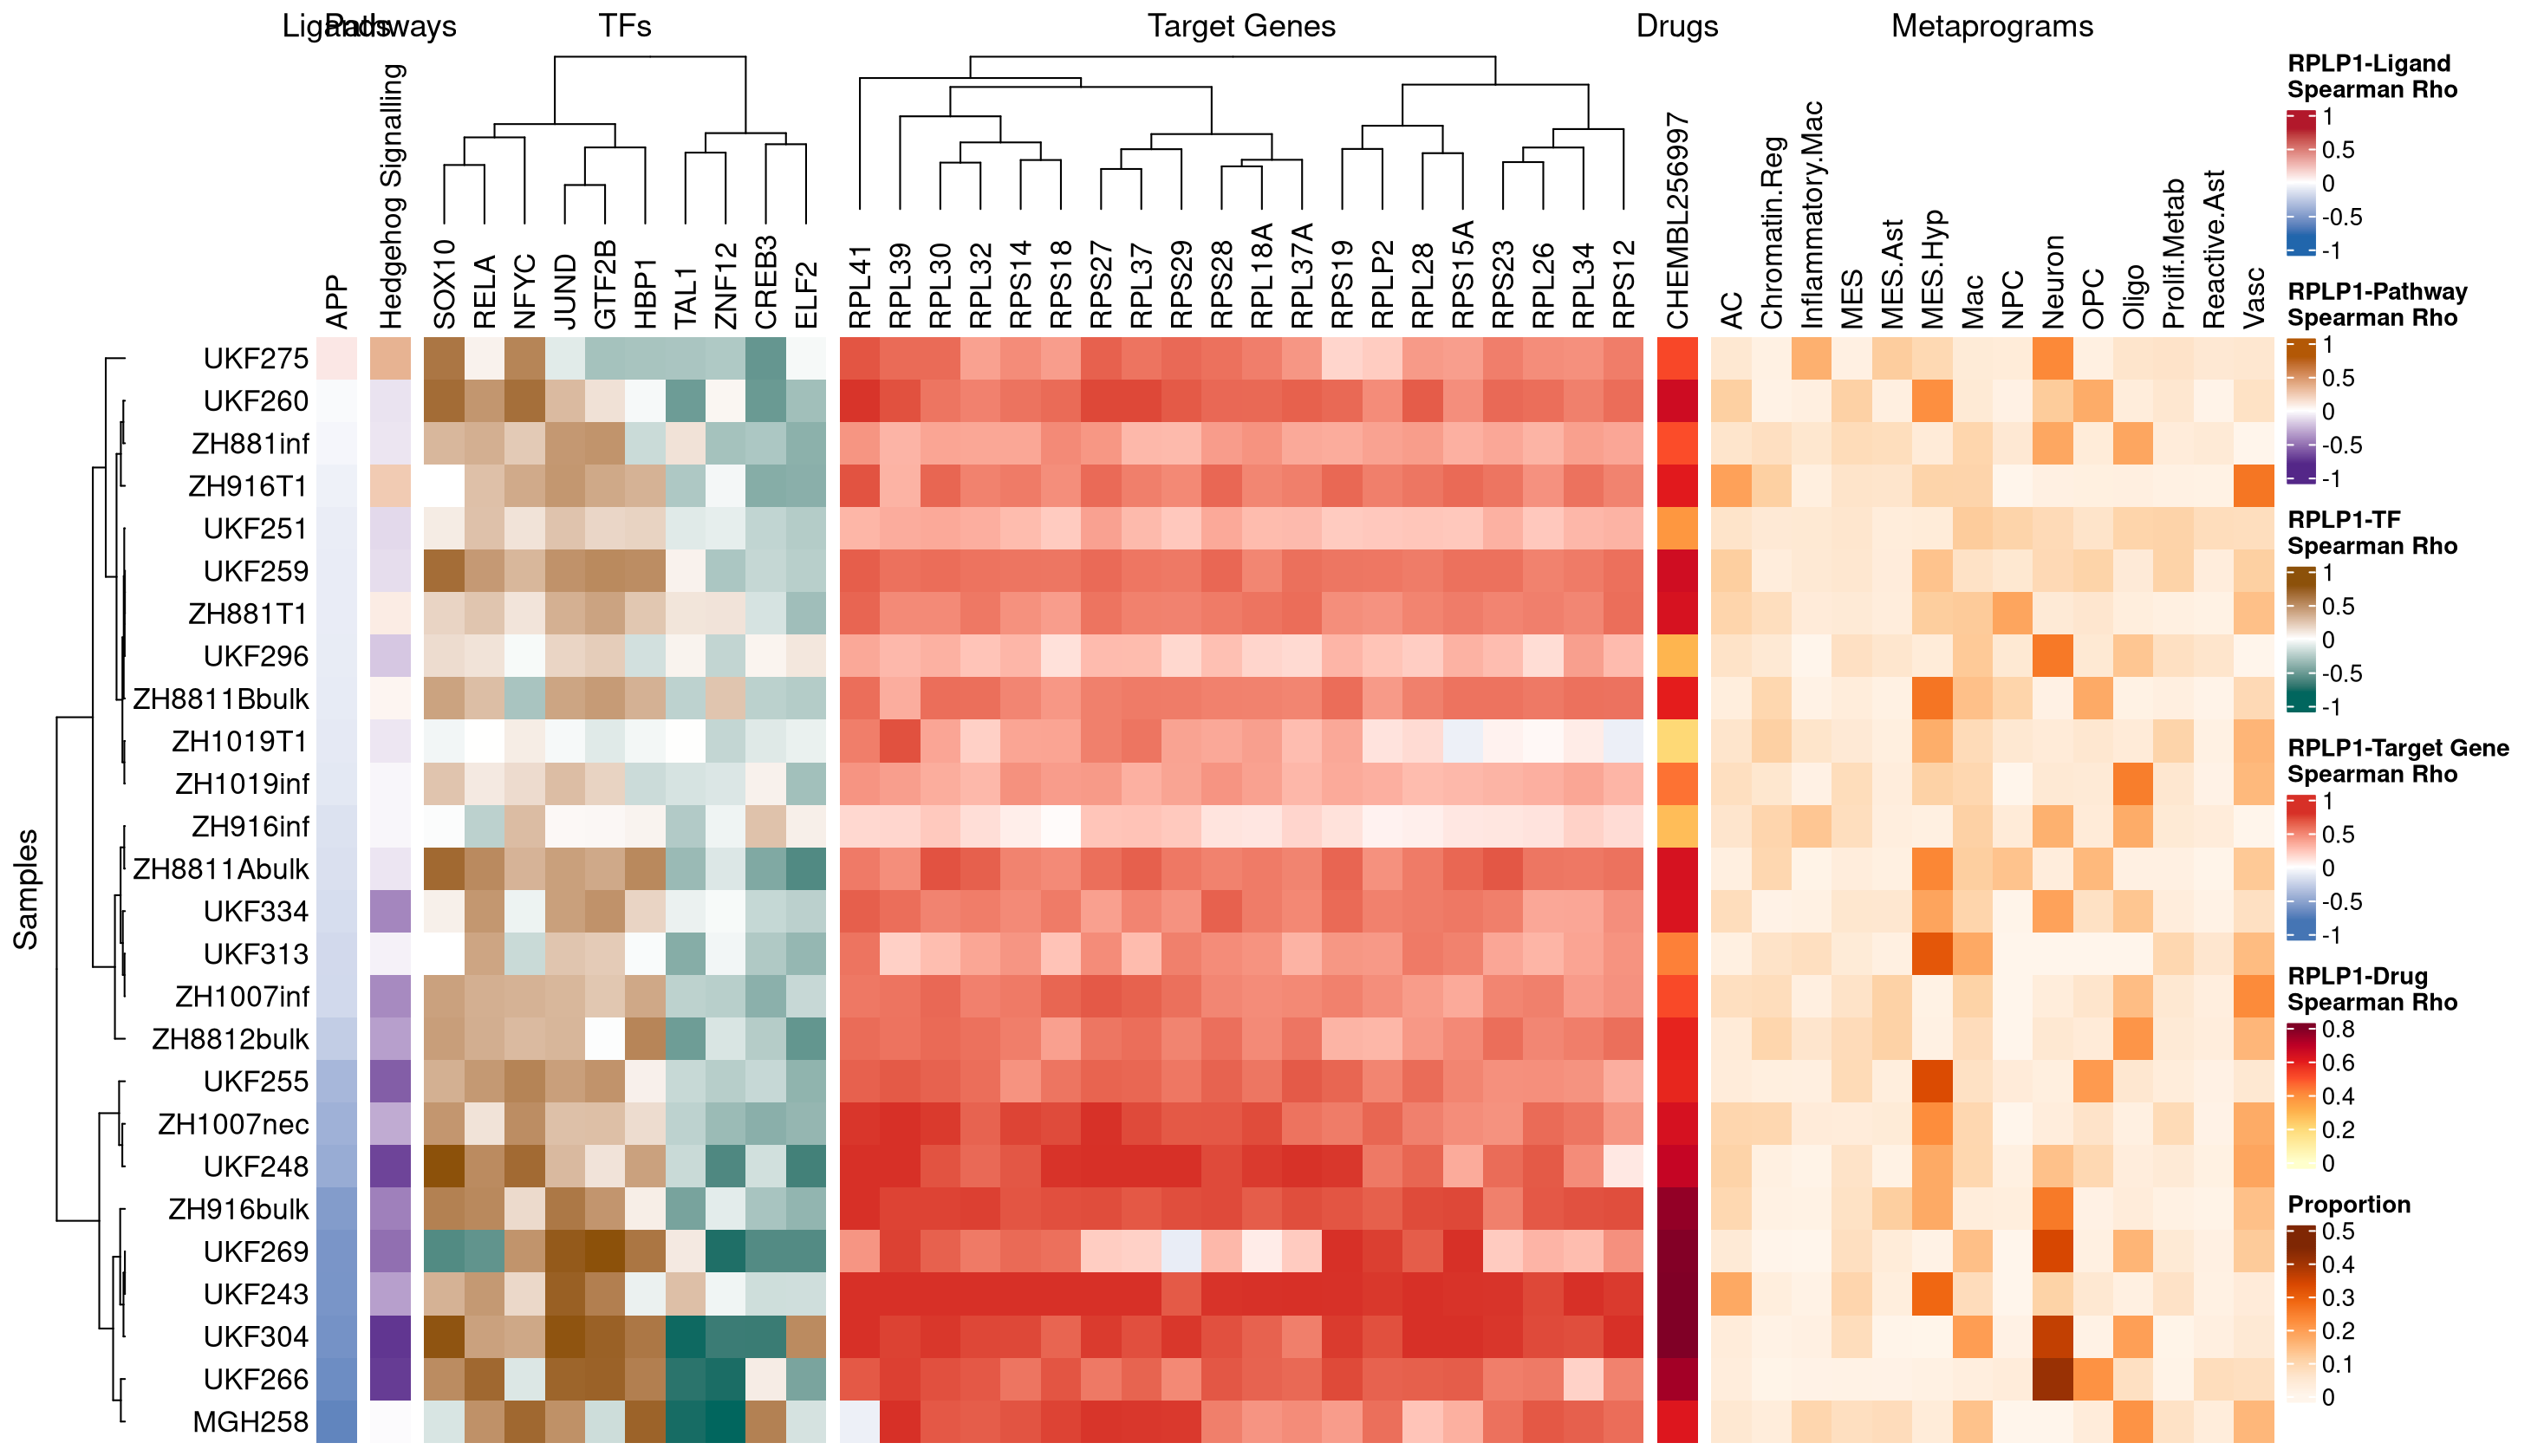 Ligands Pathways TFs Target Genes Drugs Metaprograms
APP
Hedgehog Signalling
SOX10
RELA
NFYC
JUND
GTF2B
HBP1
TAL1
ZNF12
CREB3
ELF2
RPL41
RPL39
RPL30
RPL32
RPS14
RPS18
RPS27
RPL37
RPS29
RPS28
RPL18A
RPL37A
RPS19
RPLP2
RPL28
RPS15A
RPS23
RPL26
RPL34
RPS12
CHEMBL256997
AC
Chromatin.Reg
Inflammatory.Mac
MES
MES.Ast
MES.Hyp
Mac
NPC
Neuron
OPC
Oligo
Prolif.Metab
Reactive.Ast
Vasc
Samples
UKF275
UKF260
ZH881inf
ZH916T1
UKF251
UKF259
ZH881T1
UKF296
ZH8811Bbulk
ZH1019T1
ZH1019inf
ZH916inf
ZH8811Abulk
UKF334
UKF313
ZH1007inf
ZH8812bulk
UKF255
ZH1007nec
UKF248
ZH916bulk
UKF269
UKF243
UKF304
UKF266
MGH258
RPLP1-Ligand
Spearman Rho
1
0.5
0
-0.5
-1
RPLP1-Pathway
Spearman Rho
1
0.5
0
-0.5
-1
RPLP1-TF
Spearman Rho
1
0.5
0
-0.5
-1
RPLP1-Target Gene
Spearman Rho
1
0.5
0
-0.5
-1
RPLP1-Drug
Spearman Rho
0.8
0.6
0.4
0.2
0
Proportion
0.5
0.4
0.3
0.2
0.1
0